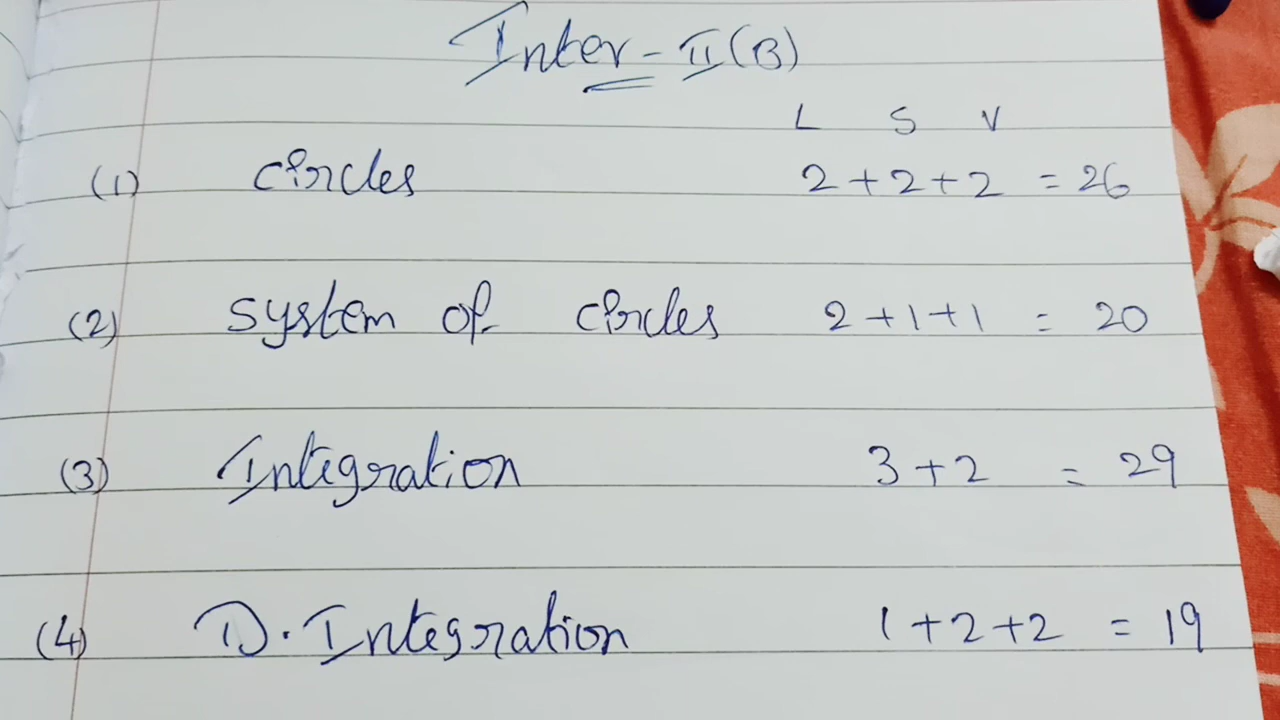 Inter - II(B)
L S V
(1) circles 2+2+2 = 26
(2) system of circles 2+1+1 = 20
(3) Integration 3+2 = 29
(4) D. Integration 1+2+2 = 19